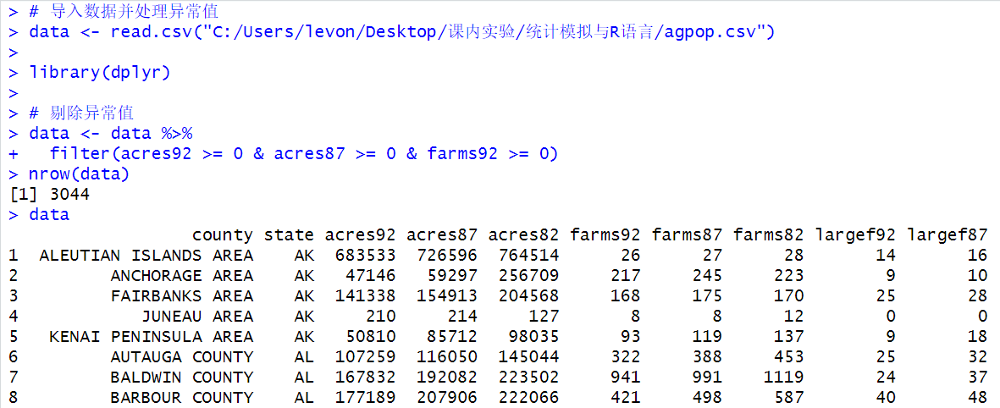 > # 导入数据并处理异常值
> data <- read.csv("C:/Users/levon/Desktop/课内实验/统计模拟与R语言/agpop.csv")
>
> library(dplyr)
>
> # 剔除异常值
> data <- data %>%
+   filter(acres92 >= 0 & acres87 >= 0 & farms92 >= 0)
> nrow(data)
[1] 3044
> data
county state acres92 acres87 acres82 farms92 farms87 farms82 largef92 largef87
1 ALEUTIAN ISLANDS AREA AK 683533 726596 764514 26 27 28 14 16
2 ANCHORAGE AREA AK 47146 59297 256709 217 245 223 9 10
3 FAIRBANKS AREA AK 141338 154913 204568 168 175 170 25 28
4 JUNEAU AREA AK 210 214 127 8 8 12 0 0
5 KENAI PENINSULA AREA AK 50810 85712 98035 93 119 137 9 18
6 AUTAUGA COUNTY AL 107259 116050 145044 322 388 453 25 32
7 BALDWIN COUNTY AL 167832 192082 223502 941 991 1119 24 37
8 BARBOUR COUNTY AL 177189 207906 222066 421 498 587 40 48